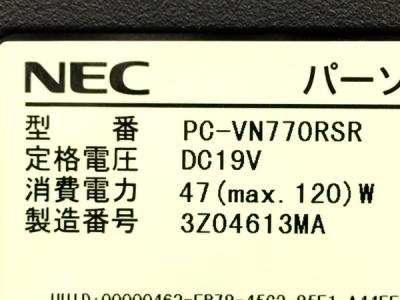 NEC パーソ
型 番 PC-VN770RSR
定格電圧 DC19V
消費電力 47(max.120)W
製造番号 3Z04613MA